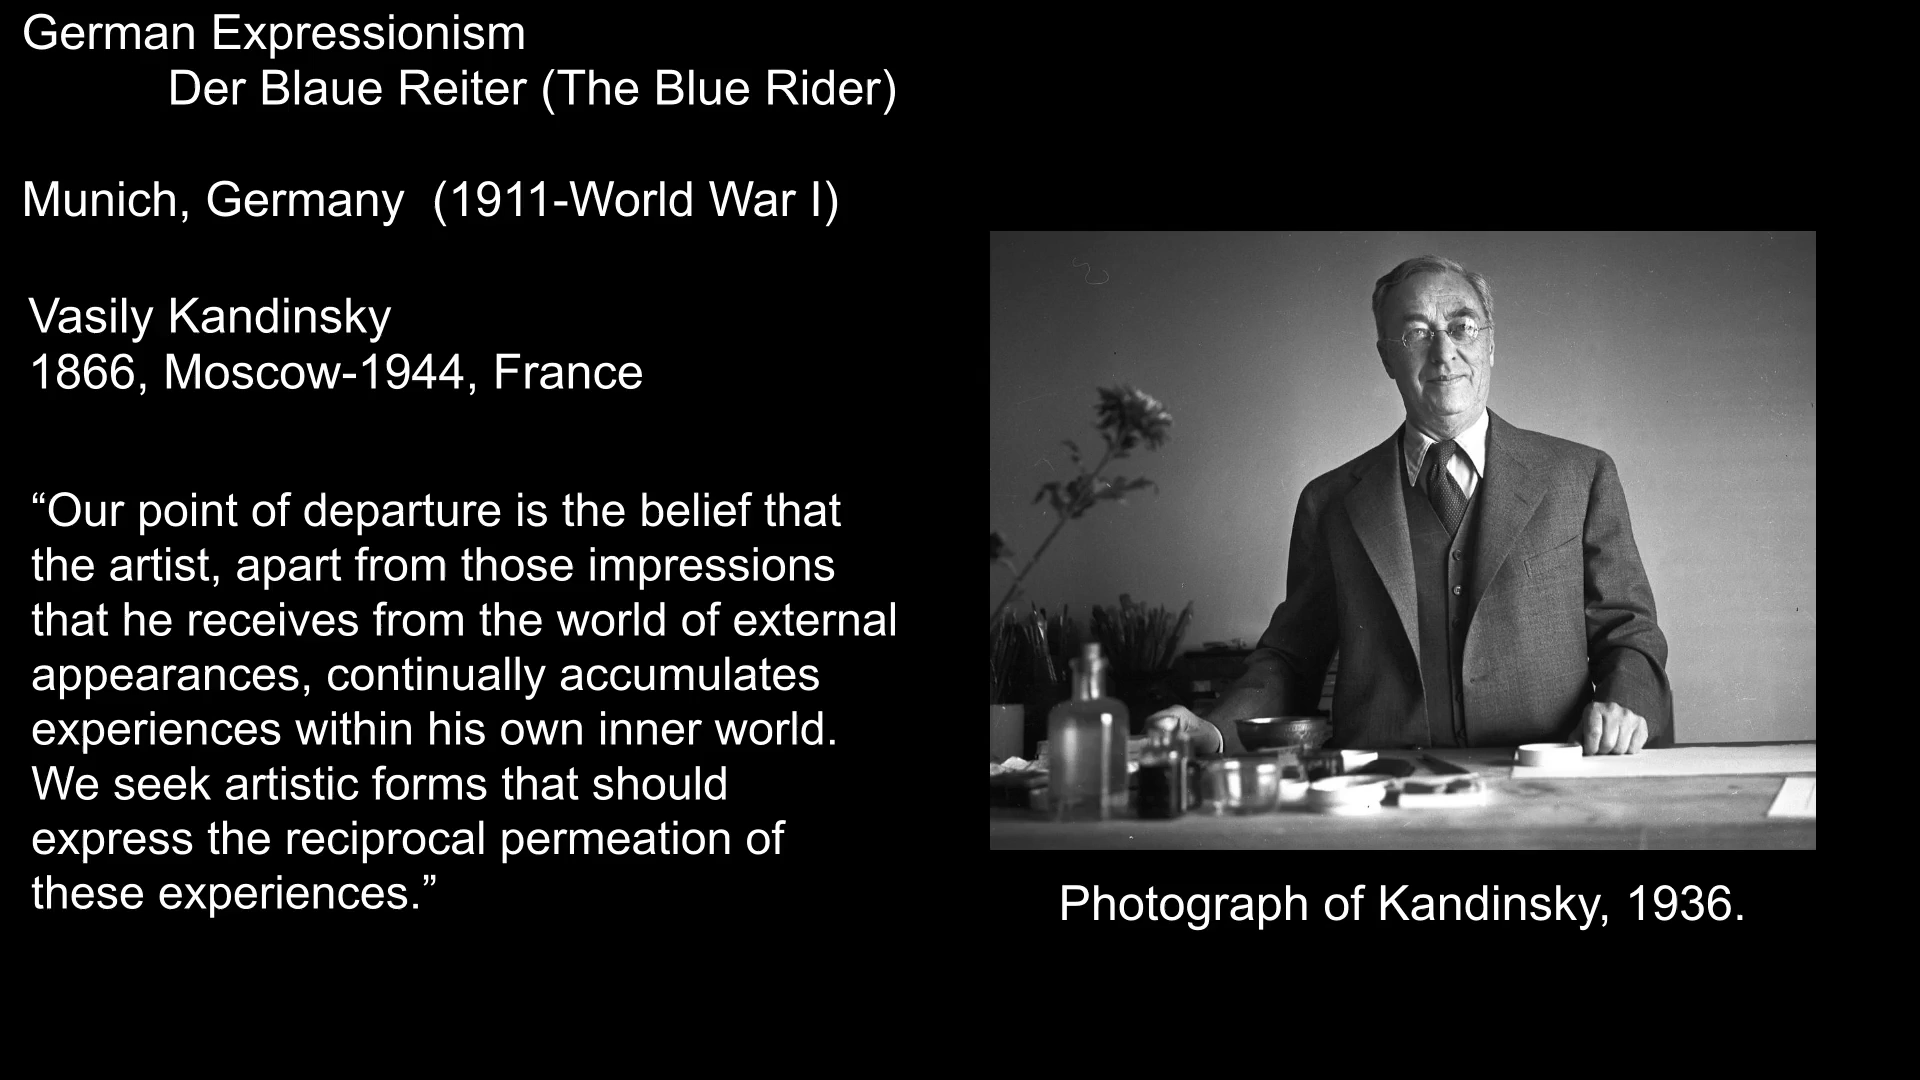 German Expressionism
Der Blaue Reiter (The Blue Rider)
Munich, Germany  (1911-World War I)
Vasily Kandinsky
1866, Moscow-1944, France
“Our point of departure is the belief that
the artist, apart from those impressions
that he receives from the world of external
appearances, continually accumulates
experiences within his own inner world.
We seek artistic forms that should
express the reciprocal permeation of
these experiences.”
Photograph of Kandinsky, 1936.